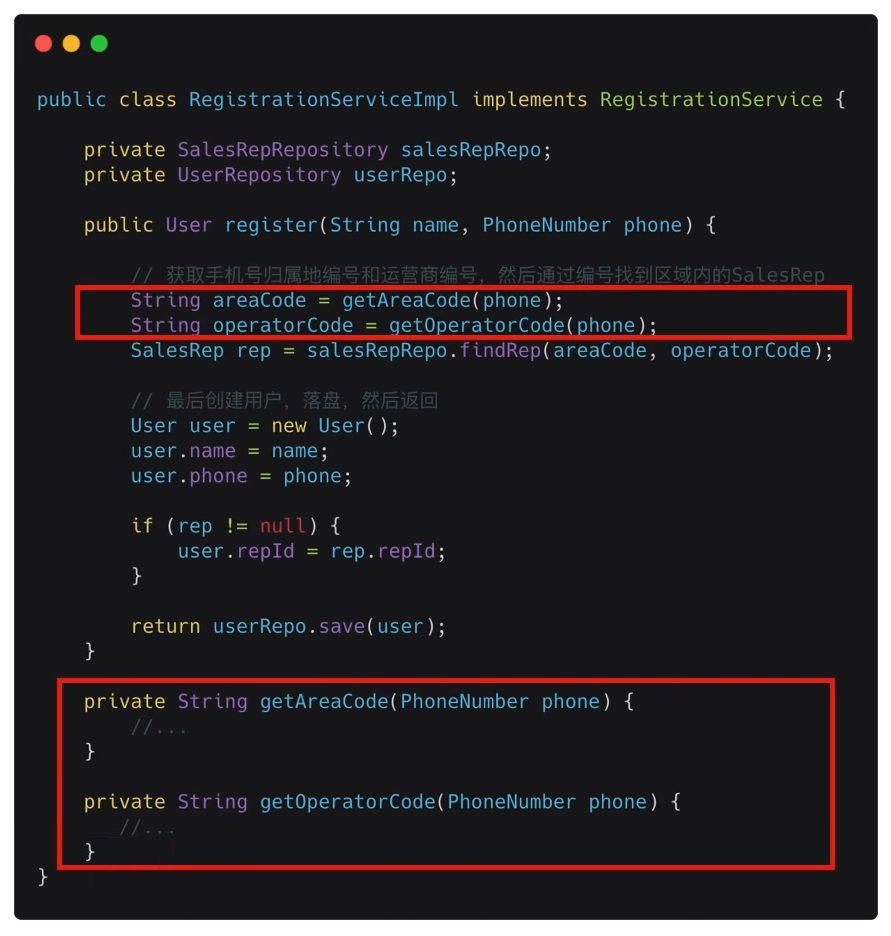 public class RegistrationServiceImpl implements RegistrationService {
private SalesRepRepository salesRepRepo;
private UserRepository userRepo;
public User register(String name, PhoneNumber phone) {
// 获取手机号归属地编号和运营商编号，然后通过编号找到区域内的SalesRep
String areaCode = getAreaCode(phone);
String operatorCode = getOperatorCode(phone);
SalesRep rep = salesRepRepo.findRep(areaCode, operatorCode);
// 最后创建用户，落盘，然后返回
User user = new User();
user.name = name;
user.phone = phone;
if (rep != null) {
user.repId = rep.repId;
}
return userRepo.save(user);
}
private String getAreaCode(PhoneNumber phone) {
//...
}
private String getOperatorCode(PhoneNumber phone) {
//...
}
}